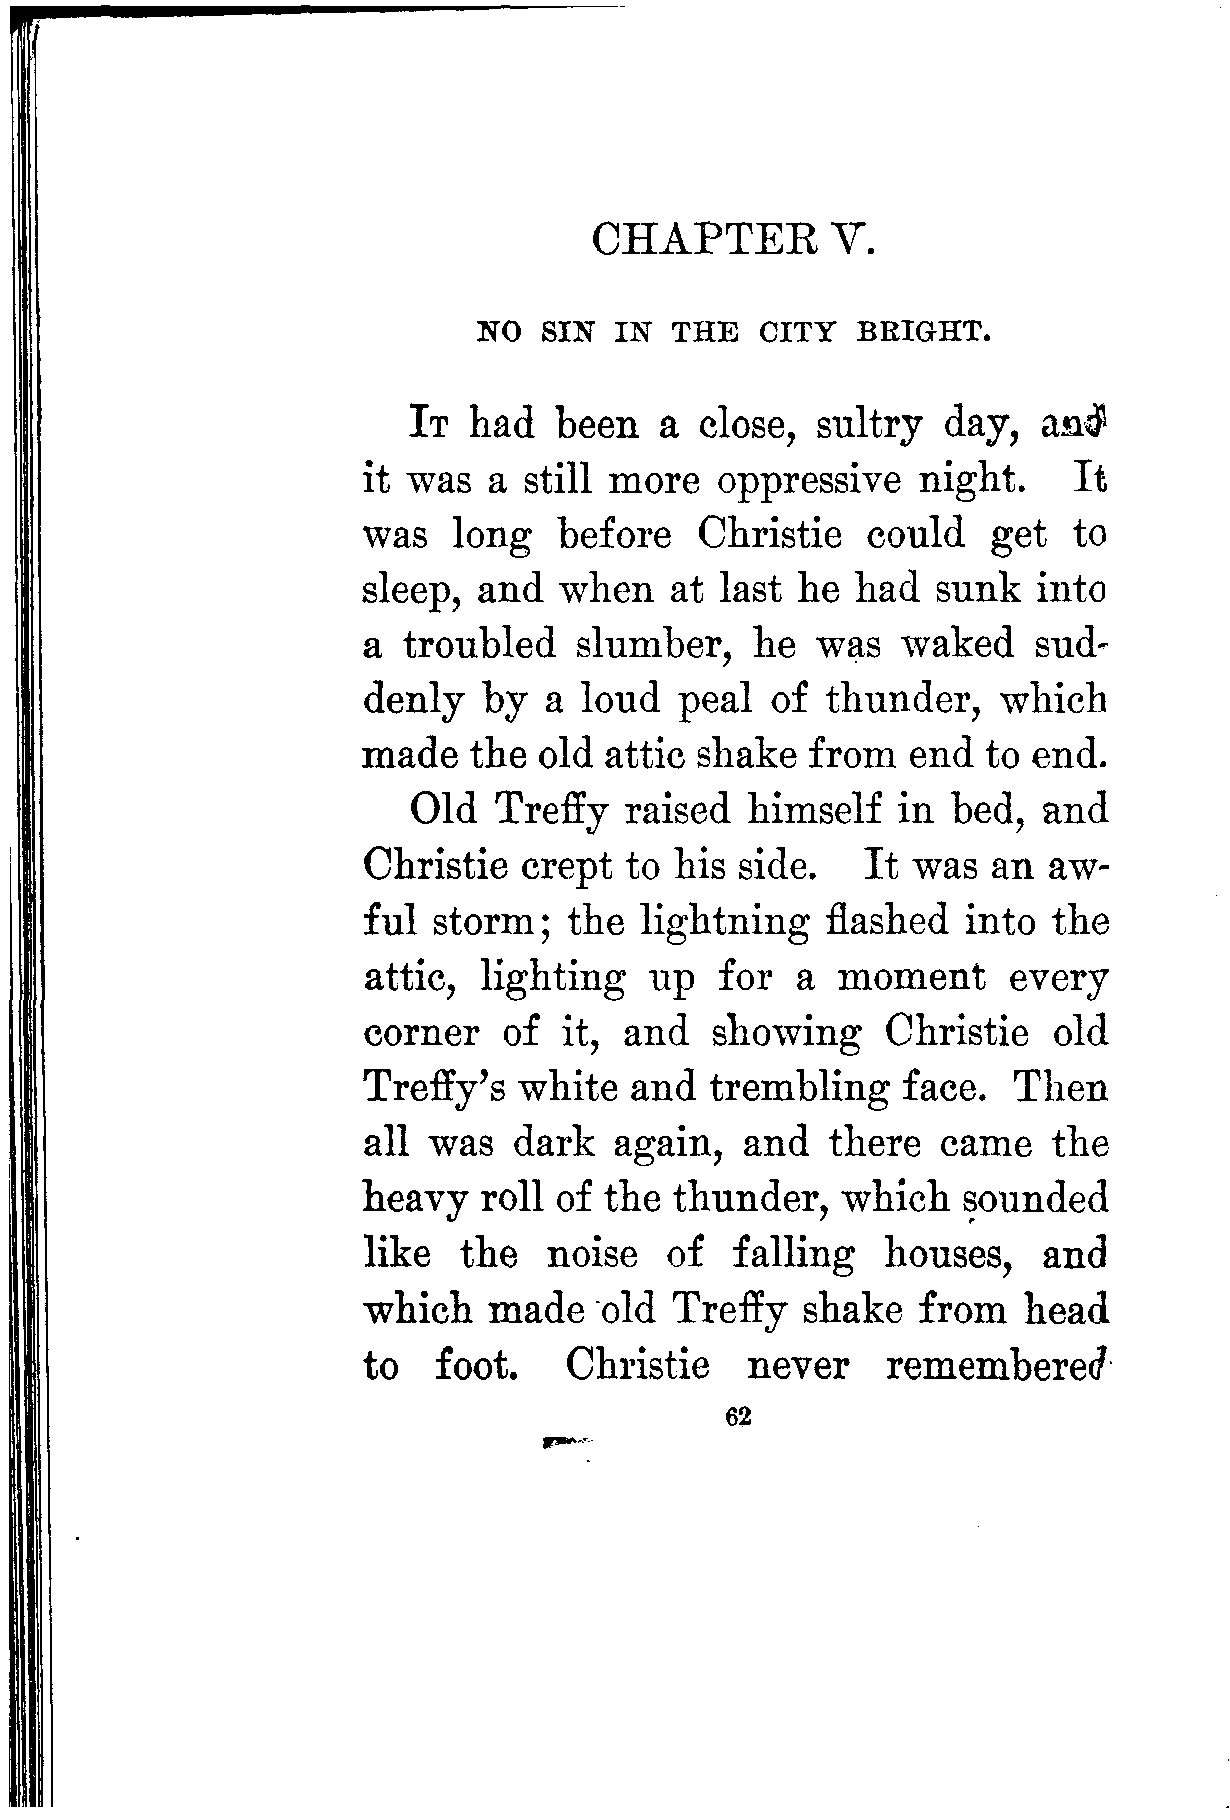 CHAPTER V.
NO SIN IN THE CITY BRIGHT.
IT had been a close, sultry day, and
it was a still more oppressive night. It
was long before Christie could get to
sleep, and when at last he had sunk into
a troubled slumber, he was waked sud-
denly by a loud peal of thunder, which
made the old attic shake from end to end.
Old Treffy raised himself in bed, and
Christie crept to his side. It was an aw-
ful storm; the lightning flashed into the
attic, lighting up for a moment every
corner of it, and showing Christie old
Treffy's white and trembling face. Then
all was dark again, and there came the
heavy roll of the thunder, which sounded
like the noise of falling houses, and
which made old Treffy shake from head
to foot. Christie never remembered
62